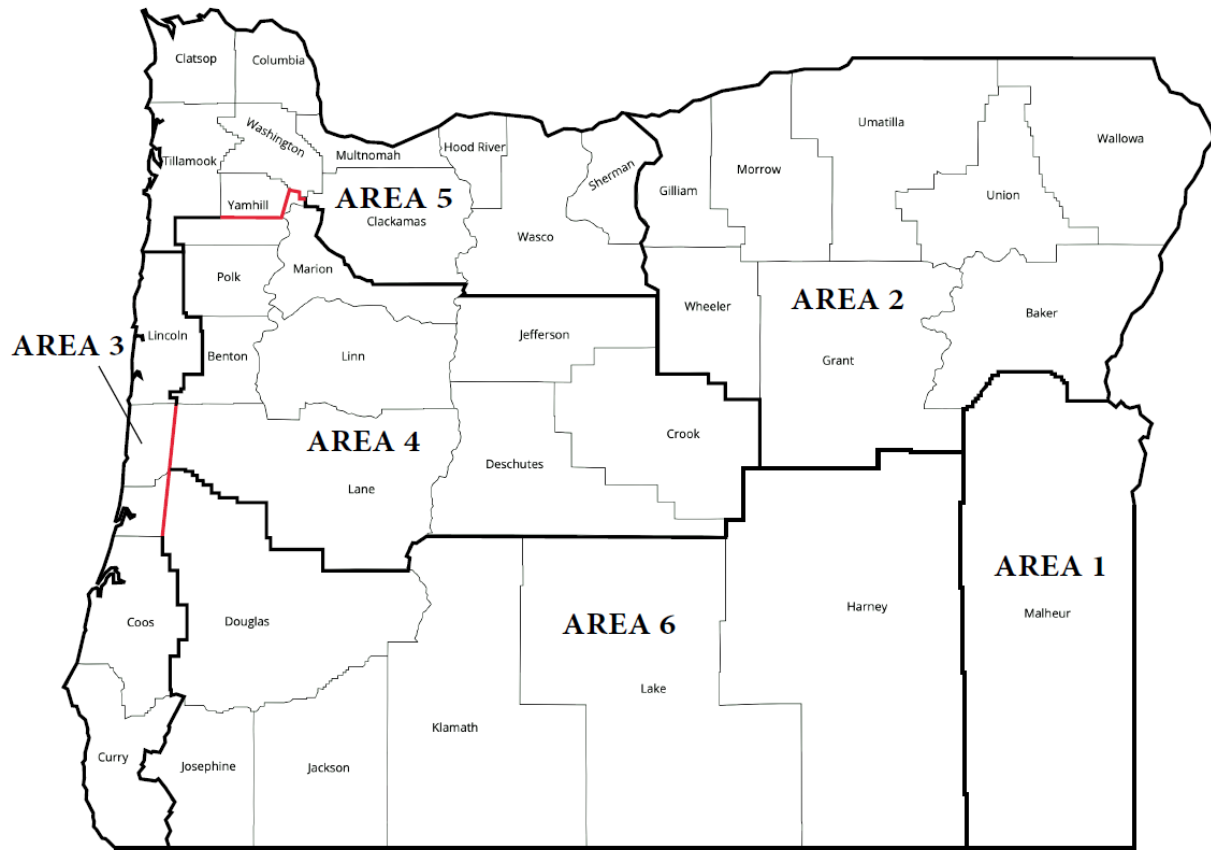 Clatsop
Columbia
Washington
Tillamook
Multnomah
Hood River
Sherman
Umatilla
Wallowa
Gilliam
Morrow
Union
Yamhill
AREA 5
Clackamas
Wasco
Polk
Marion
Wheeler
AREA 2
Baker
Lincoln
Jefferson
AREA 3
Benton
Linn
Grant
AREA 4
Crook
Deschutes
Lane
AREA 1
Coos
Douglas
AREA 6
Harney
Malheur
Lake
Klamath
Curry
Josephine
Jackson